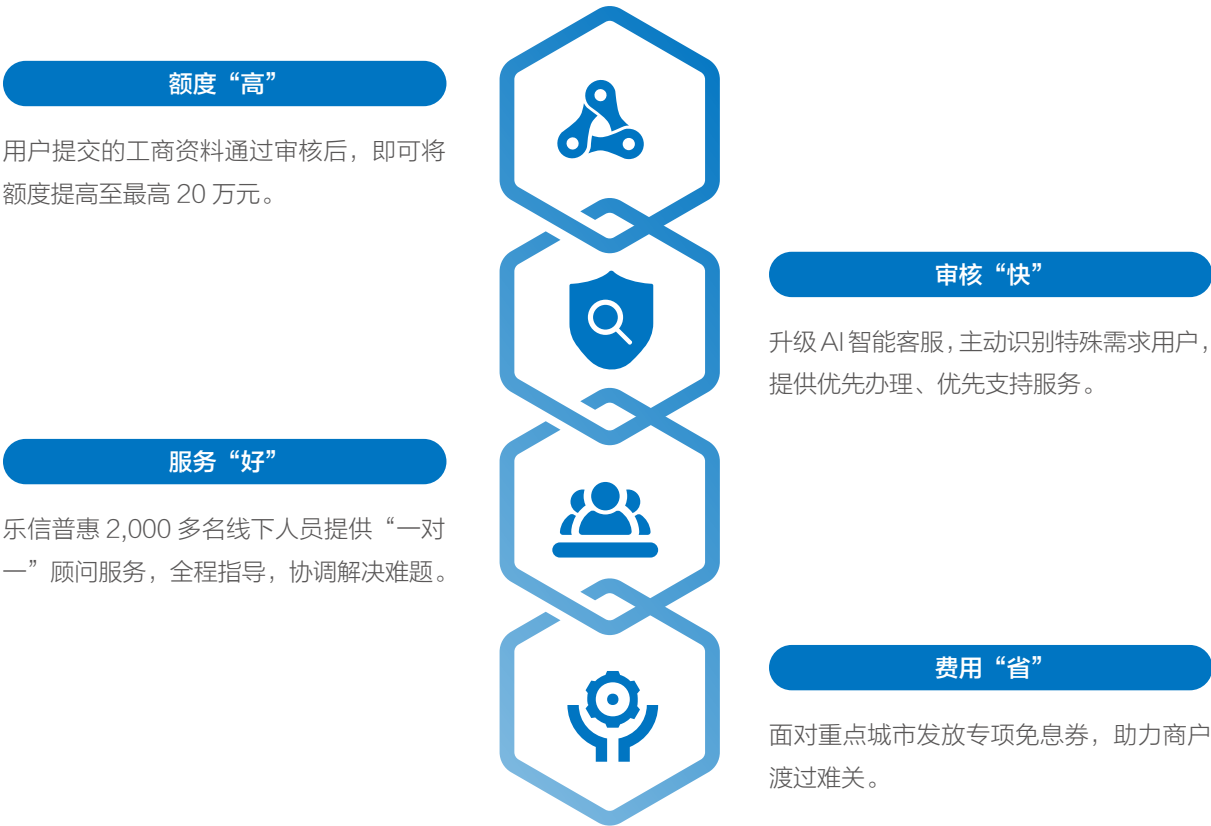 额度“高”
用户提交的工商资料通过审核后，即可将
额度提高至最高 20 万元。
审核“快”
升级 AI 智能客服，主动识别特殊需求用户，
提供优先办理、优先支持服务。
服务“好”
乐信普惠 2,000 多名线下人员提供“一对
一”顾问服务，全程指导，协调解决难题。
费用“省”
面对重点城市发放专项免息券，助力商户
渡过难关。